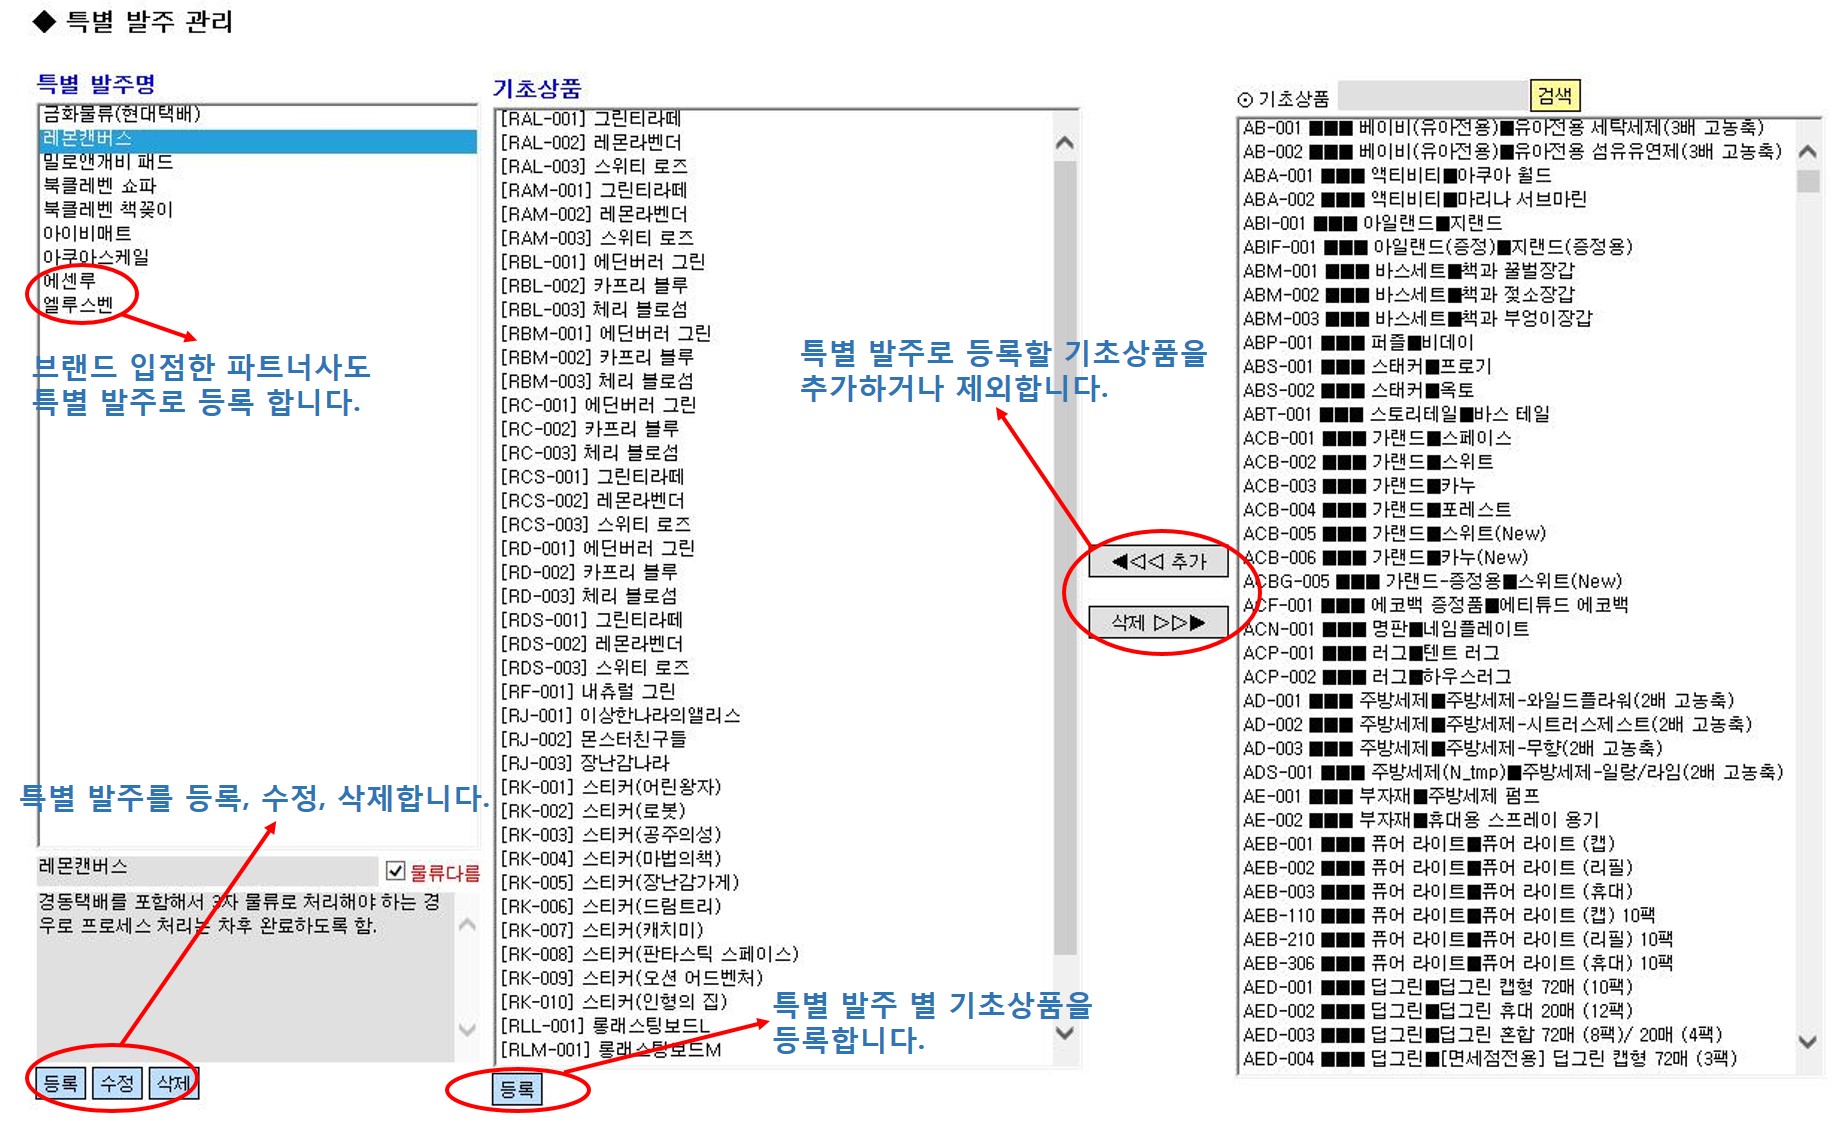 ◆ 특별 발주 관리
특별 발주명
금화물류(현대택배)
레몬캔버스
밀로앤개비 패드
북클레벤 쇼파
북클레벤 책꽂이
아이비매트
아쿠아스케일
에센루
엘루스벤
브랜드 입점한 파트너사도
특별 발주로 등록 합니다.
특별 발주를 등록, 수정, 삭제합니다.
레몬캔버스
물류다름
경동택배를 포함해서 3자 물류로 처리해야 하는 경
우로 프로세스 처리는 차후 완료하도록 함.
등록 수정 삭제
기초상품
[RAL-001] 그린티라떼
[RAL-002] 레몬라벤더
[RAL-003] 스위티 로즈
[RAM-001] 그린티라떼
[RAM-002] 레몬라벤더
[RAM-003] 스위티 로즈
[RBL-001] 에던버러 그린
[RBL-002] 카프리 블루
[RBL-003] 체리 블로섬
[RBM-001] 에던버러 그린
[RBM-002] 카프리 블루
[RBM-003] 체리 블로섬
[RC-001] 에던버러 그린
[RC-002] 카프리 블루
[RC-003] 체리 블로섬
[RCS-001] 그린티라떼
[RCS-002] 레몬라벤더
[RCS-003] 스위티 로즈
[RD-001] 에던버러 그린
[RD-002] 카프리 블루
[RD-003] 체리 블로섬
[RDS-001] 그린티라떼
[RDS-002] 레몬라벤더
[RDS-003] 스위티 로즈
[RF-001] 내츄럴 그린
[RJ-001] 이상한나라의앨리스
[RJ-002] 몬스터친구들
[RJ-003] 장난감나라
[RK-001] 스티커(어린왕자)
[RK-002] 스티커(로봇)
[RK-003] 스티커(공주의성)
[RK-004] 스티커(마법의책)
[RK-005] 스티커(장난감가게)
[RK-006] 스티커(드럼트리)
[RK-007] 스티커(캐치미)
[RK-008] 스티커(판타스틱 스페이스)
[RK-009] 스티커(오션 어드벤처)
[RK-010] 스티커(인형의 집)
[RLL-001] 롱래스팅보드L
[RLM-001] 롱래스팅보드M
등록
특별 발주 별 기초상품을
등록합니다.
특별 발주로 등록할 기초상품을
추가하거나 제외합니다.
◀◁◁ 추가
삭제 ▷▷▶
⊙ 기초상품 검색
AB-001 ■■■ 베이비(유아전용)■유아전용 세탁세제(3배 고농축)
AB-002 ■■■ 베이비(유아전용)■유아전용 섬유유연제(3배 고농축)
ABA-001 ■■■ 액티비티■아쿠아 월드
ABA-002 ■■■ 액티비티■마리나 서브마린
ABI-001 ■■■ 아일랜드■지랜드
ABIF-001 ■■■ 아일랜드(증정)■지랜드(증정용)
ABM-001 ■■■ 바스세트■책과 꿀벌장갑
ABM-002 ■■■ 바스세트■책과 젖소장갑
ABM-003 ■■■ 바스세트■책과 부엉이장갑
ABP-001 ■■■ 퍼즐■비데이
ABS-001 ■■■ 스태커■프로기
ABS-002 ■■■ 스태커■옥토
ABT-001 ■■■ 스토리테일■바스 테일
ACB-001 ■■■ 가랜드■스페이스
ACB-002 ■■■ 가랜드■스위트
ACB-003 ■■■ 가랜드■카누
ACB-004 ■■■ 가랜드■포레스트
ACB-005 ■■■ 가랜드■스위트(New)
ACB-006 ■■■ 가랜드■카누(New)
ACBG-005 ■■■ 가랜드-증정용■스위트(New)
ACF-001 ■■■ 에코백 증정품■에티튜드 에코백
ACN-001 ■■■ 명판■네임플레이트
ACP-001 ■■■ 러그■텐트 러그
ACP-002 ■■■ 러그■하우스러그
AD-001 ■■■ 주방세제■주방세제-와일드플라워(2배 고농축)
AD-002 ■■■ 주방세제■주방세제-시트러스제스트(2배 고농축)
AD-003 ■■■ 주방세제■주방세제-무향(2배 고농축)
ADS-001 ■■■ 주방세제(N_tmp)■주방세제-일랑/라임(2배 고농축)
AE-001 ■■■ 부자재■주방세제 펌프
AE-002 ■■■ 부자재■휴대용 스프레이 용기
AEB-001 ■■■ 퓨어 라이트■퓨어 라이트 (캡)
AEB-002 ■■■ 퓨어 라이트■퓨어 라이트 (리필)
AEB-003 ■■■ 퓨어 라이트■퓨어 라이트 (휴대)
AEB-110 ■■■ 퓨어 라이트■퓨어 라이트 (캡) 10팩
AEB-210 ■■■ 퓨어 라이트■퓨어 라이트 (리필) 10팩
AEB-306 ■■■ 퓨어 라이트■퓨어 라이트 (휴대) 10팩
AED-001 ■■■ 덥그린■덥그린 캡형 72매 (10팩)
AED-002 ■■■ 덥그린■덥그린 휴대 20매 (12팩)
AED-003 ■■■ 덥그린■덥그린 혼합 72매 (8팩)/ 20매 (4팩)
AED-004 ■■■ 덥그린■[면세점전용] 덥그린 캡형 72매 (3팩)